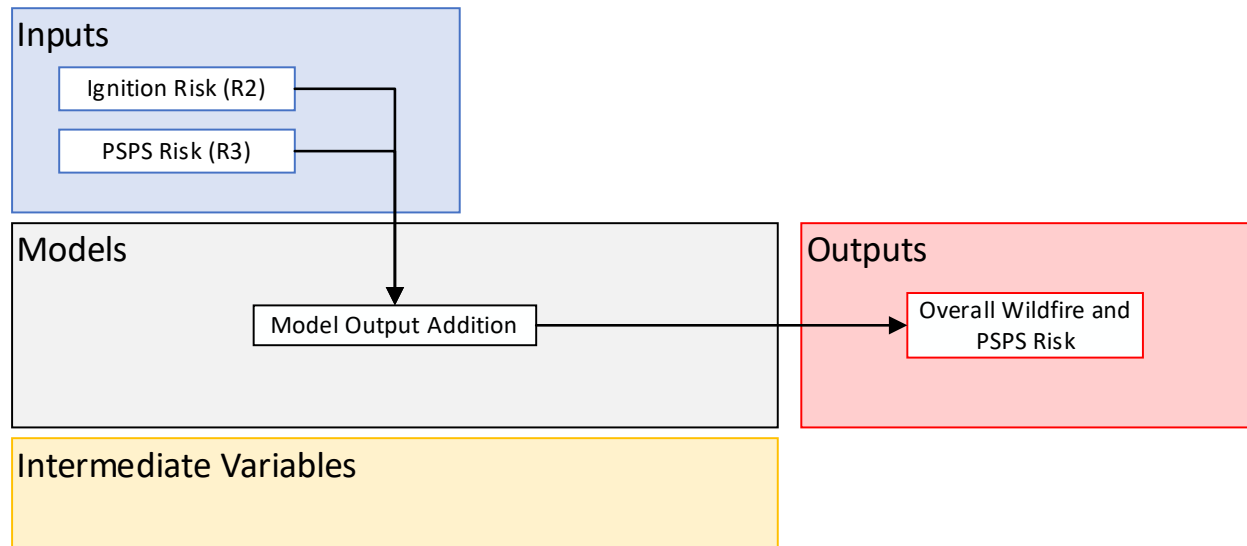 Inputs
Ignition Risk (R2)
PSPS Risk (R3)
Models
Model Output Addition
Outputs
Overall Wildfire and
PSPS Risk
Intermediate Variables